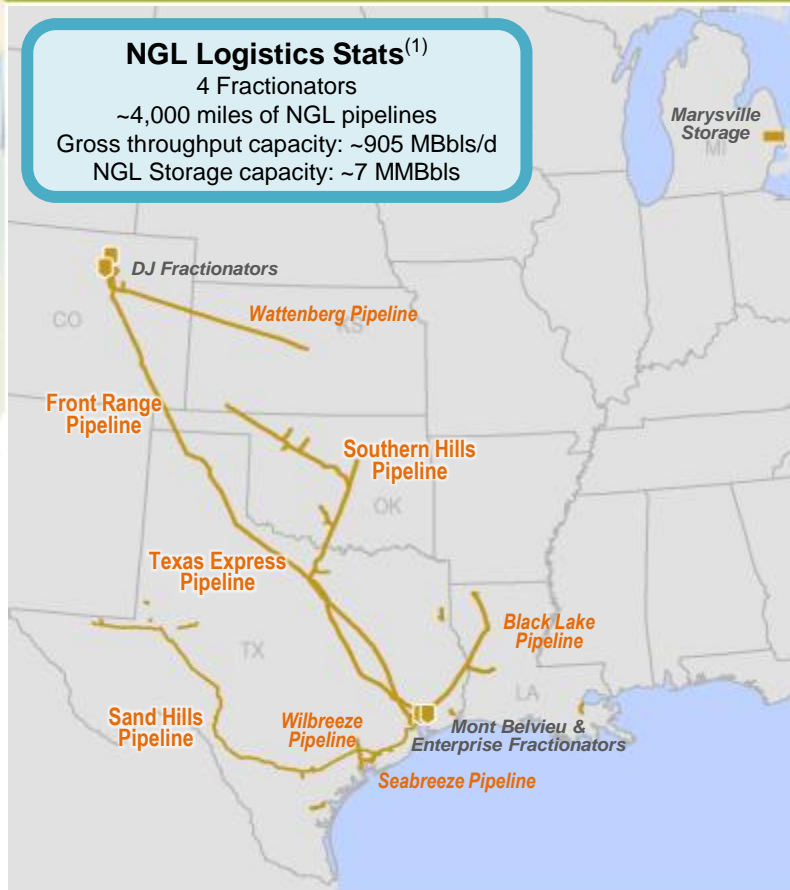 NGL Logistics Stats(1)
4 Fractionators
~4,000 miles of NGL pipelines
Gross throughput capacity: ~905 MBbls/d
NGL Storage capacity: ~7 MMBbls
Marysville
Storage
MI
DJ Fractionators
CO
Wattenberg Pipeline
KS
Front Range
Pipeline
Southern Hills
Pipeline
OK
Texas Express
Pipeline
Black Lake
Pipeline
TX
LA
Sand Hills
Pipeline
Wilbreeze
Pipeline
Mont Belvieu &
Enterprise Fractionators
Seabreeze Pipeline